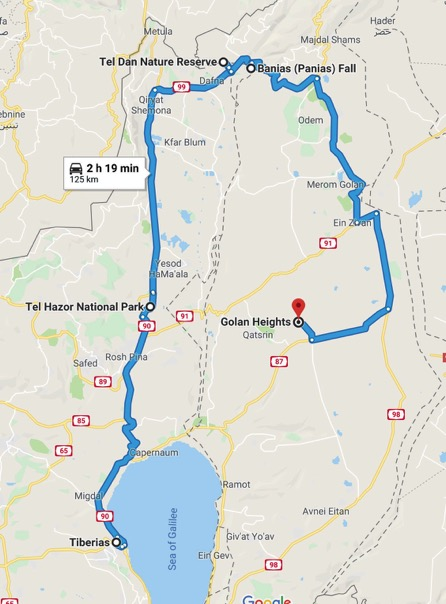 Hader
حَضَر
Metula
Majdal Shams
Tel Dan Nature Reserve
Banias (Panias) Fall
Dafna
99
Qiryat
Shemona
Odem
Kfar Blum
2 h 19 min
125 km
Merom Golan
Ein Zivan
91
Yesod
HaMa'ala
Tel Hazor National Park
90
91
Golan Heights
Qatsrin
Rosh Pina
Safed
87
89
98
85
65
Capernaum
Migdal
Ramot
90
Avnei Eitan
Tiberias
Sea of Galilee
Giv'at Yo'av
Ein Gev
98
Google